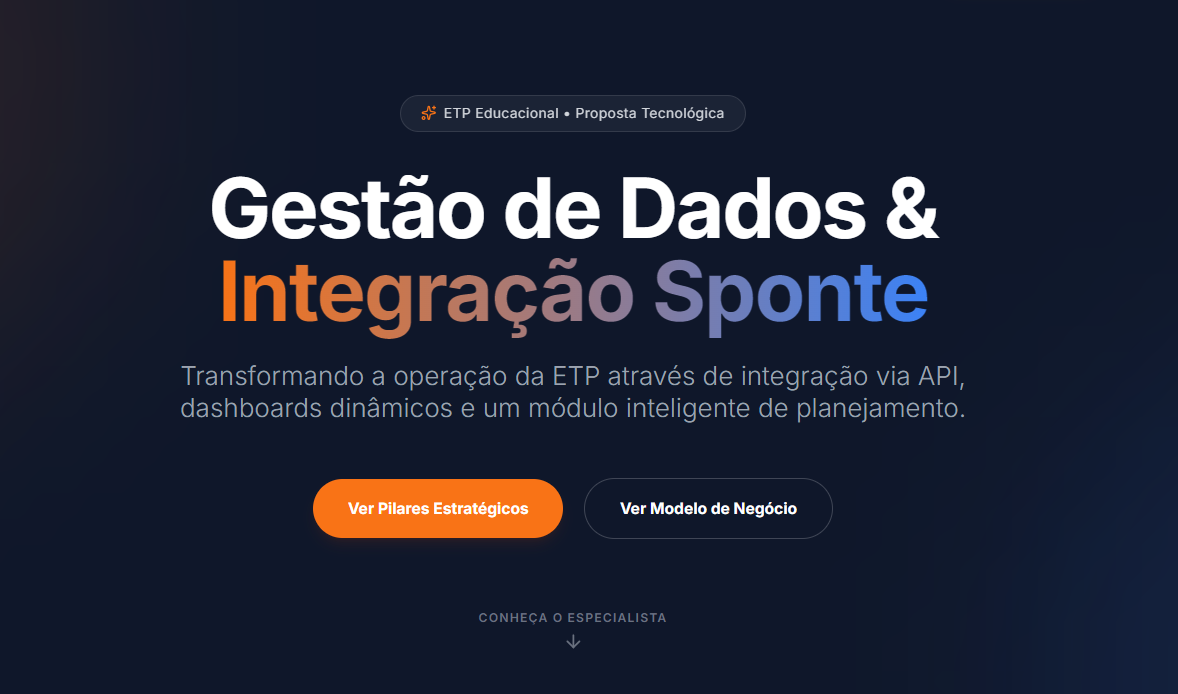 ETP Educacional • Proposta Tecnológica
Gestão de Dados &
Integração Sponte
Transformando a operação da ETP através de integração via API,
dashboards dinâmicos e um módulo inteligente de planejamento.
Ver Pilares Estratégicos
Ver Modelo de Negócio
CONHEÇA O ESPECIALISTA